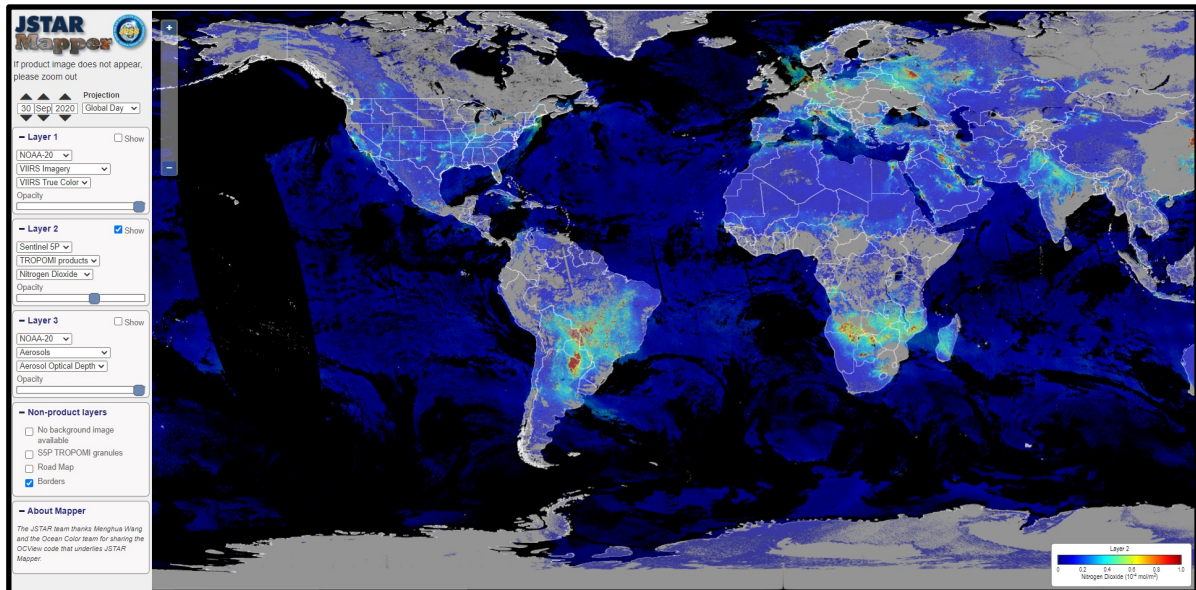 JSTAR
Mapper
If product image does not appear,
please zoom out
Projection
30 Sep 2020 Global Day
− Layer 1
Show
NOAA-20
VIIRS Imagery
VIIRS True Color
Opacity
− Layer 2
Show
Sentinel 5P
TROPOMI products
Nitrogen Dioxide
Opacity
− Layer 3
Show
NOAA-20
Aerosols
Aerosol Optical Depth
Opacity
− Non-product layers
No background image
available
S5P TROPOMI granules
Road Map
Borders
− About Mapper
The JSTAR team thanks Menghua Wang
and the Ocean Color team for sharing the
OCView code that underlies JSTAR
Mapper.
+
−
Layer 2
0 0.2 0.4 0.6 0.8 1.0
Nitrogen Dioxide (10⁻⁴ mol/m²)